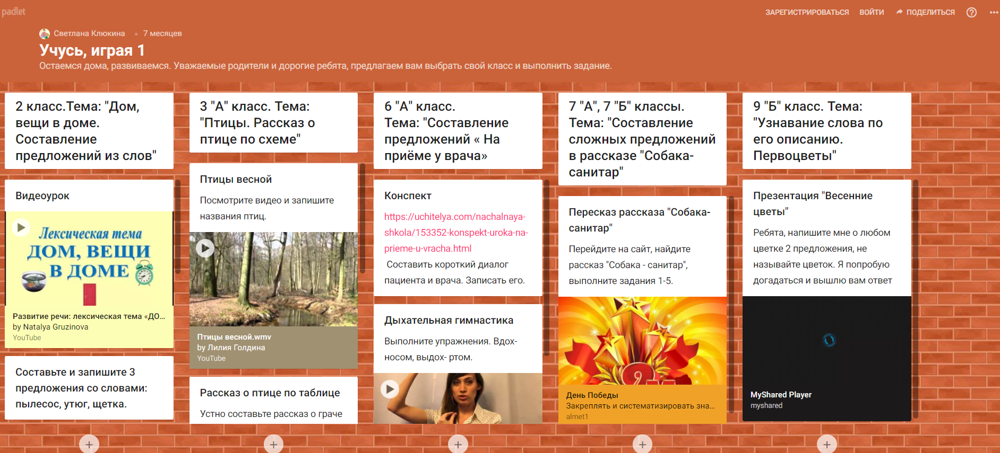 padlet
ЗАРЕГИСТРИРОВАТЬСЯ ВОЙТИ ПОДЕЛИТЬСЯ
Светлана Клюкина • 7 месяцев
Учусь, играя 1
Остаемся дома, развиваемся. Уважаемые родители и дорогие ребята, предлагаем вам выбрать свой класс и выполнить задание.
2 класс.Тема: "Дом,
вещи в доме.
Составление
предложений из слов"
Видеоурок
Лексическая тема
ДОМ, ВЕЩИ
В ДОМЕ
Развитие речи: лексическая тема «ДО...
by Natalya Gruzinova
YouTube
Составьте и запишите 3
предложения со словами:
пылесос, утюг, щетка.
3 "А" класс. Тема:
"Птицы. Рассказ о
птице по схеме"
Птицы весной
Посмотрите видео и запишите
названия птиц.
Птицы весной.wmv
by Лилия Голдина
YouTube
Рассказ о птице по таблице
Устно составьте рассказ о граче
6 "А" класс.
Тема: "Составление
предложений « На
приёме у врача»
Конспект
https://uchitelya.com/nachalnaya-
shkola/153352-konspekt-uroka-na-
prieme-u-vracha.html
Составить короткий диалог
пациента и врача. Записать его.
Дыхательная гимнастика
Выполните упражнения. Вдох-
носом, выдох- ртом.
7 "А", 7 "Б" классы.
Тема: "Составление
сложных предложений
в рассказе "Собака-
санитар"
Пересказ рассказа "Собака-
санитар"
Перейдите на сайт, найдите
рассказ "Собака - санитар",
выполните задания 1-5.
9
День Победы
Закреплять и систематизировать зна...
almet1
9 "Б" класс. Тема:
"Узнавание слова по
его описанию.
Первоцветы"
Презентация "Весенние
цветы"
Ребята, напишите мне о любом
цветке 2 предложения, не
называйте цветок. Я попробую
догадаться и вышлю вам ответ
MyShared Player
myshared